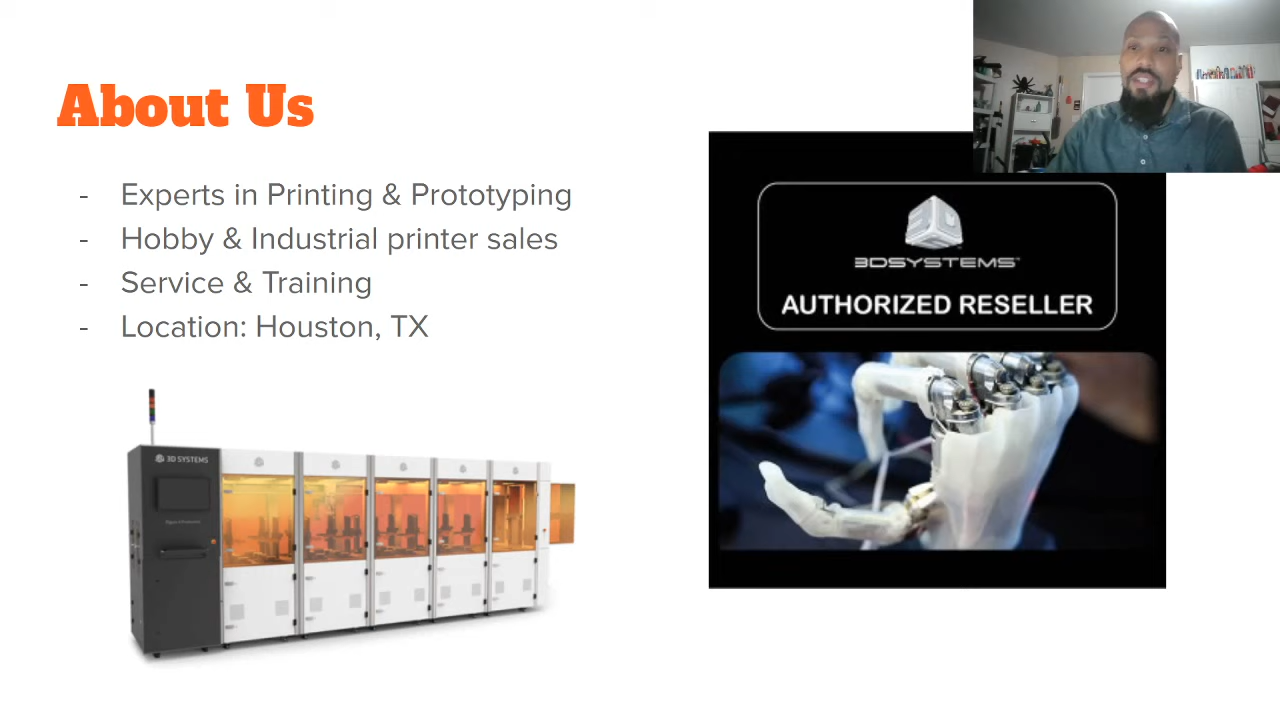 About Us
- Experts in Printing & Prototyping
- Hobby & Industrial printer sales
- Service & Training
- Location: Houston, TX
3DSYSTEMS™
AUTHORIZED RESELLER
3D SYSTEMS